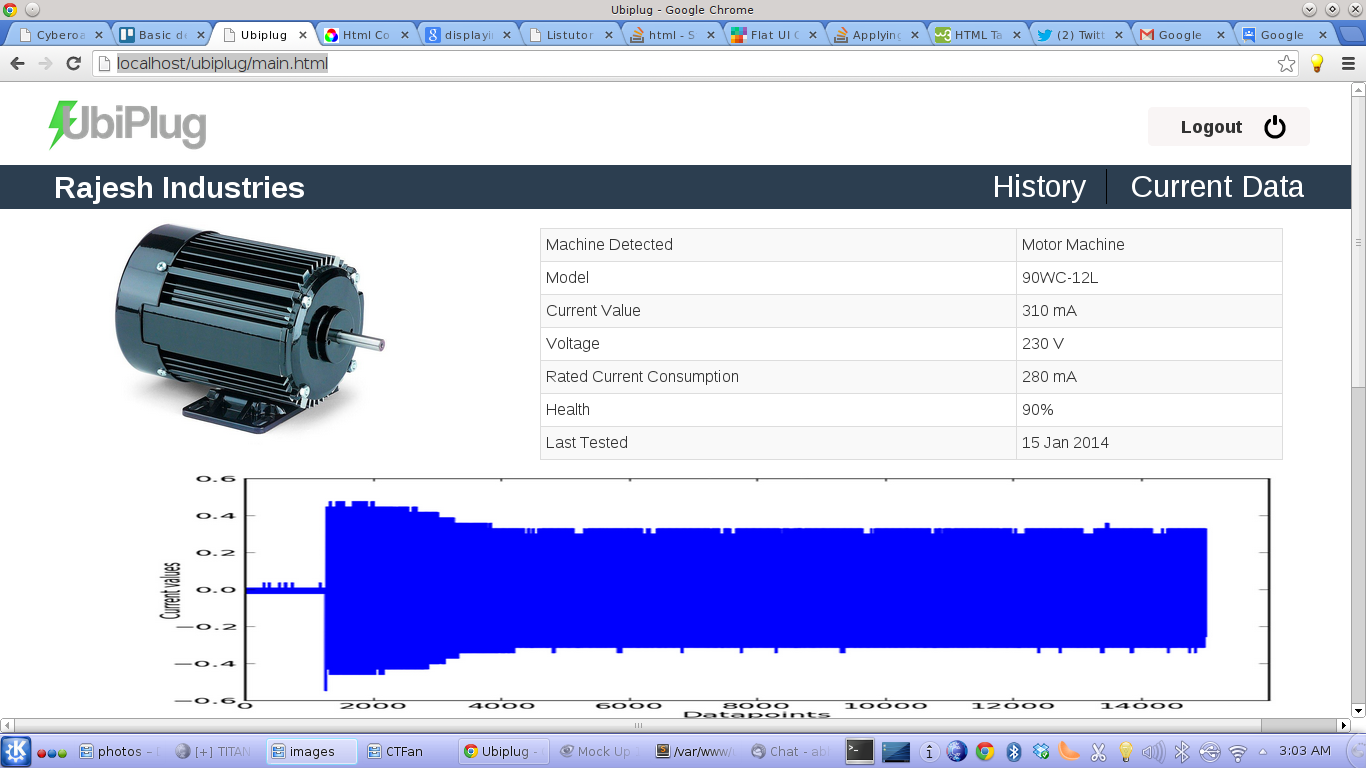 Ubiplug - Google Chrome
Cyberoa Basic de Ubiplug Html Co displayin Listutor html - S Flat UI C Applying HTML Ta (2) Twitt Google Google
localhost/ubiplug/main.html
UbiPlug
Logout
Rajesh Industries History Current Data
Machine Detected Motor Machine
Model 90WC-12L
Current Value 310 mA
Voltage 230 V
Rated Current Consumption 280 mA
Health 90%
Last Tested 15 Jan 2014
0.6
0.4
0.2
0.0
−0.2
−0.4
−0.6
Current values
0 2000 4000 6000 8000 10000 12000 14000
Datapoints
photos – [+] TITAN images CTFan Ubiplug - Mock Up /var/www/ Chat - ab 3:03 AM